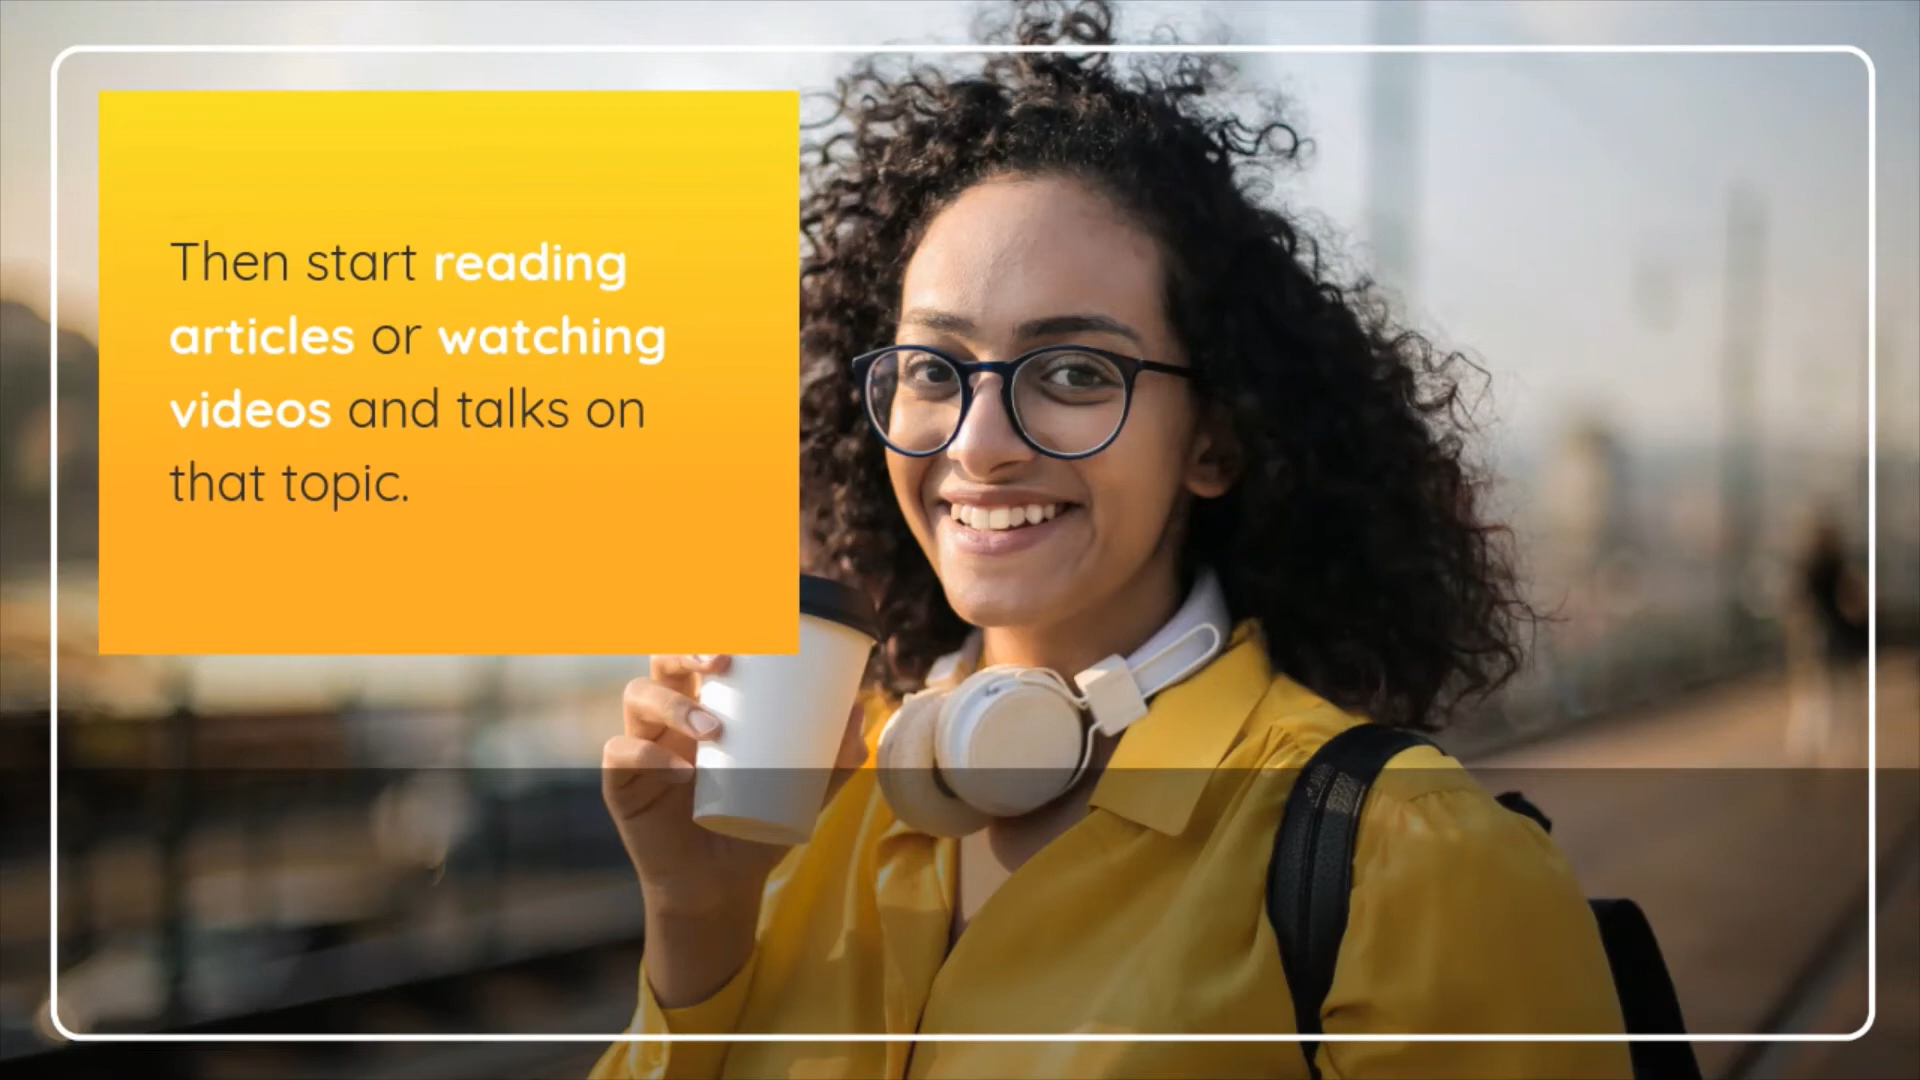 Then start reading
articles or watching
videos and talks on
that topic.